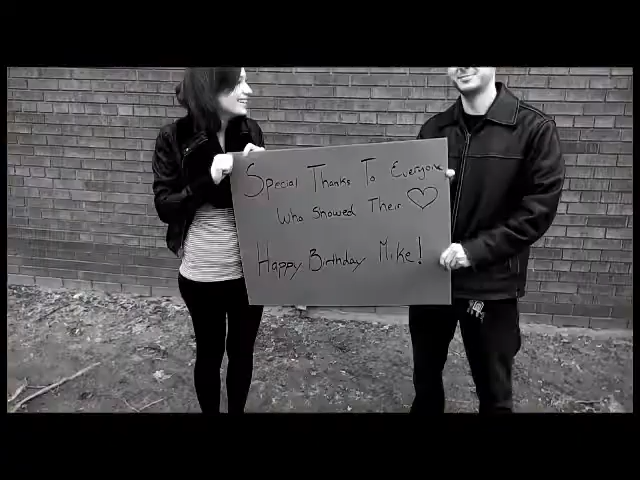 Special Thanks To Everyone
Who Showed Their ♡
Happy Birthday Mike!